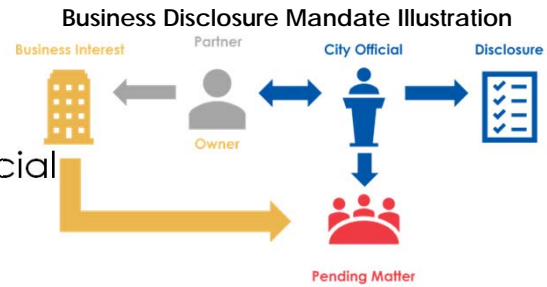 Business Disclosure Mandate Illustration
Business Interest
Partner
City Official
Disclosure
Owner
cial
Pending Matter